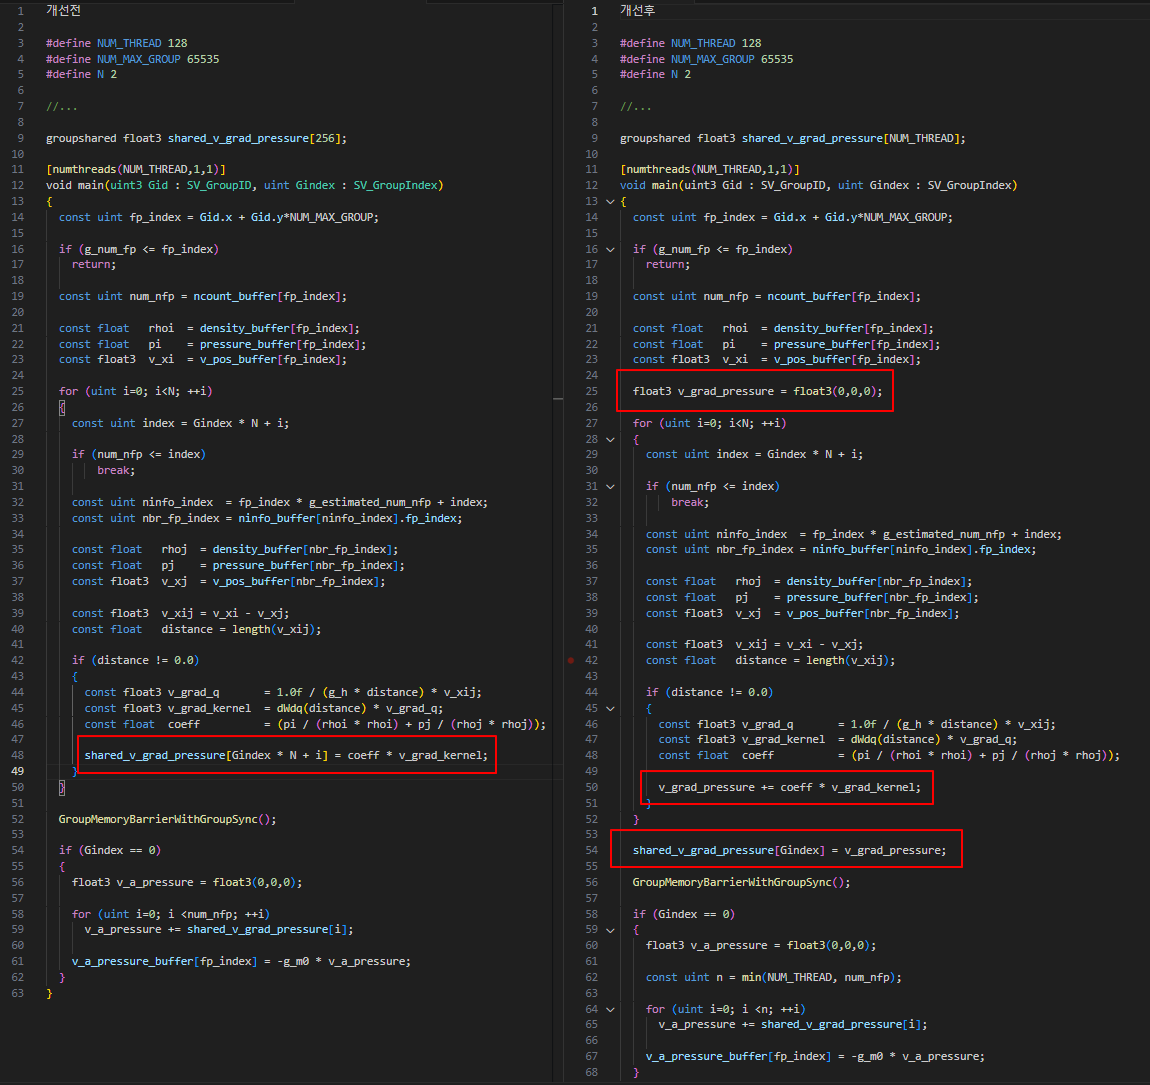 1 개선전
2
3 #define NUM_THREAD 128
4 #define NUM_MAX_GROUP 65535
5 #define N 2
6
7 //...
8
9 groupshared float3 shared_v_grad_pressure[256];
10
11 [numthreads(NUM_THREAD,1,1)]
12 void main(uint3 Gid : SV_GroupID, uint Gindex : SV_GroupIndex)
13 {
14   const uint fp_index = Gid.x + Gid.y*NUM_MAX_GROUP;
15
16   if (g_num_fp <= fp_index)
17     return;
18
19   const uint num_nfp = ncount_buffer[fp_index];
20
21   const float   rhoi  = density_buffer[fp_index];
22   const float   pi    = pressure_buffer[fp_index];
23   const float3  v_xi  = v_pos_buffer[fp_index];
24
25   for (uint i=0; i<N; ++i)
26   {
27     const uint index = Gindex * N + i;
28
29     if (num_nfp <= index)
30         break;
31
32     const uint ninfo_index  = fp_index * g_estimated_num_nfp + index;
33     const uint nbr_fp_index = ninfo_buffer[ninfo_index].fp_index;
34
35     const float   rhoj  = density_buffer[nbr_fp_index];
36     const float   pj    = pressure_buffer[nbr_fp_index];
37     const float3  v_xj  = v_pos_buffer[nbr_fp_index];
38
39     const float3  v_xij = v_xi - v_xj;
40     const float   distance = length(v_xij);
41
42     if (distance != 0.0)
43     {
44       const float3 v_grad_q       = 1.0f / (g_h * distance) * v_xij;
45       const float3 v_grad_kernel  = dWdq(distance) * v_grad_q;
46       const float  coeff          = (pi / (rhoi * rhoi) + pj / (rhoj * rhoj));
47
48       shared_v_grad_pressure[Gindex * N + i] = coeff * v_grad_kernel;
49     }
50   }
51
52   GroupMemoryBarrierWithGroupSync();
53
54   if (Gindex == 0)
55   {
56     float3 v_a_pressure = float3(0,0,0);
57
58     for (uint i=0; i <num_nfp; ++i)
59       v_a_pressure += shared_v_grad_pressure[i];
60
61     v_a_pressure_buffer[fp_index] = -g_m0 * v_a_pressure;
62   }
63 }
1 개선후
2
3 #define NUM_THREAD 128
4 #define NUM_MAX_GROUP 65535
5 #define N 2
6
7 //...
8
9 groupshared float3 shared_v_grad_pressure[NUM_THREAD];
10
11 [numthreads(NUM_THREAD,1,1)]
12 void main(uint3 Gid : SV_GroupID, uint Gindex : SV_GroupIndex)
13 {
14   const uint fp_index = Gid.x + Gid.y*NUM_MAX_GROUP;
15
16   if (g_num_fp <= fp_index)
17     return;
18
19   const uint num_nfp = ncount_buffer[fp_index];
20
21   const float   rhoi  = density_buffer[fp_index];
22   const float   pi    = pressure_buffer[fp_index];
23   const float3  v_xi  = v_pos_buffer[fp_index];
24
25   float3 v_grad_pressure = float3(0,0,0);
26
27   for (uint i=0; i<N; ++i)
28   {
29     const uint index = Gindex * N + i;
30
31     if (num_nfp <= index)
32         break;
33
34     const uint ninfo_index  = fp_index * g_estimated_num_nfp + index;
35     const uint nbr_fp_index = ninfo_buffer[ninfo_index].fp_index;
36
37     const float   rhoj  = density_buffer[nbr_fp_index];
38     const float   pj    = pressure_buffer[nbr_fp_index];
39     const float3  v_xj  = v_pos_buffer[nbr_fp_index];
40
41     const float3  v_xij = v_xi - v_xj;
42     const float   distance = length(v_xij);
43
44     if (distance != 0.0)
45     {
46       const float3 v_grad_q       = 1.0f / (g_h * distance) * v_xij;
47       const float3 v_grad_kernel  = dWdq(distance) * v_grad_q;
48       const float  coeff          = (pi / (rhoi * rhoi) + pj / (rhoj * rhoj));
49
50       v_grad_pressure += coeff * v_grad_kernel;
51     }
52   }
53
54   shared_v_grad_pressure[Gindex] = v_grad_pressure;
55
56   GroupMemoryBarrierWithGroupSync();
57
58   if (Gindex == 0)
59   {
60     float3 v_a_pressure = float3(0,0,0);
61
62     const uint n = min(NUM_THREAD, num_nfp);
63
64     for (uint i=0; i <n; ++i)
65       v_a_pressure += shared_v_grad_pressure[i];
66
67     v_a_pressure_buffer[fp_index] = -g_m0 * v_a_pressure;
68   }